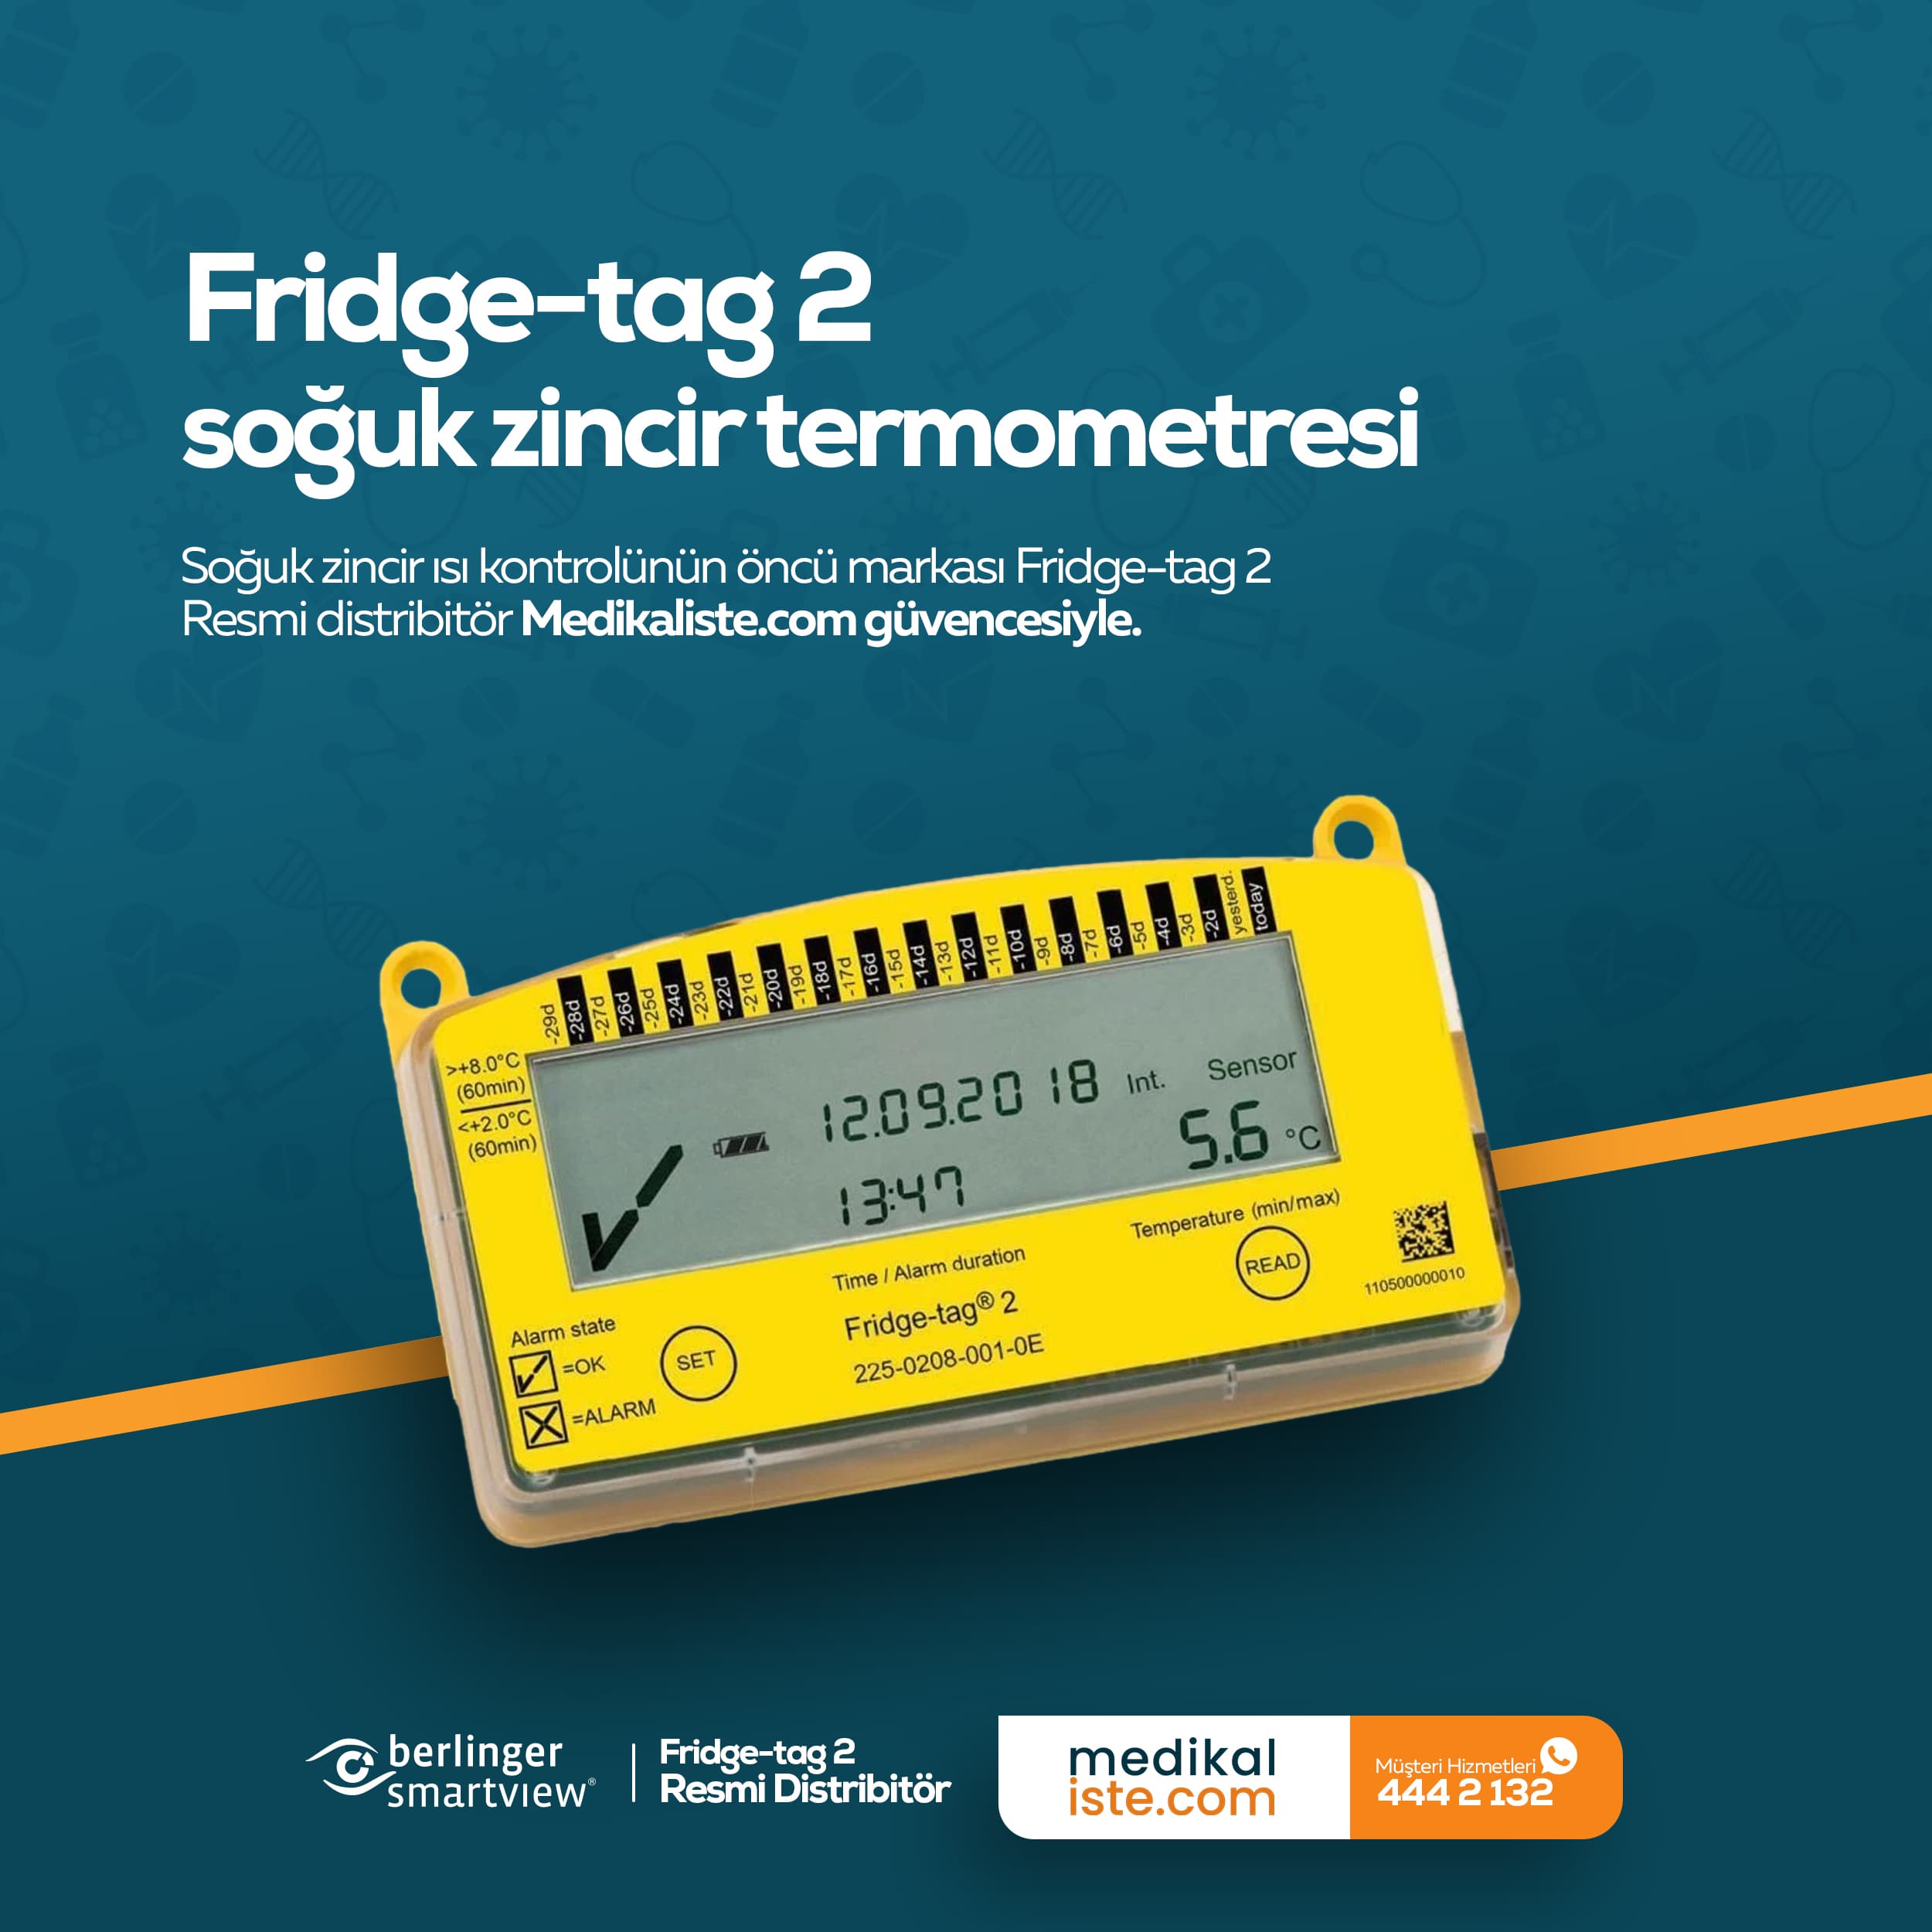 Fridge-tag 2
soğuk zincir termometresi
Soğuk zincir ısı kontrolünün öncü markası Fridge-tag 2
Resmi distribitör Medikaliste.com güvencesiyle.
-29d -28d -27d -26d -25d -24d -23d -22d -21d -20d -19d -18d -17d -16d -15d -14d -13d -12d -11d -10d -9d -8d -7d -6d -5d -4d -3d -2d yesterd. today
>+8.0°C
(60min)
<+2.0°C
(60min)
12.09.2018 Int. Sensor
13:47 5.6 °C
Time / Alarm duration
Temperature (min/max)
Alarm state
=OK
=ALARM
SET
Fridge-tag® 2
225-0208-001-0E
READ
110500000010
berlinger
smartview®
Fridge-tag 2
Resmi Distribitör
medikal
iste.com
Müşteri Hizmetleri
444 2 132